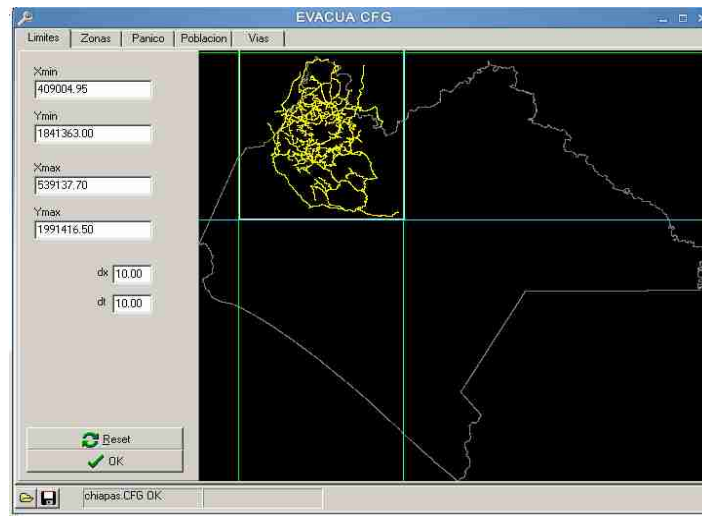 EVACUA CFG
Limites Zonas Panico Poblacion Vias
Xmin
409004.95
Ymin
1841363.00
Xmax
539137.70
Ymax
1991416.50
dx 10.00
dt 10.00
Reset
OK
chiapas.CFG OK